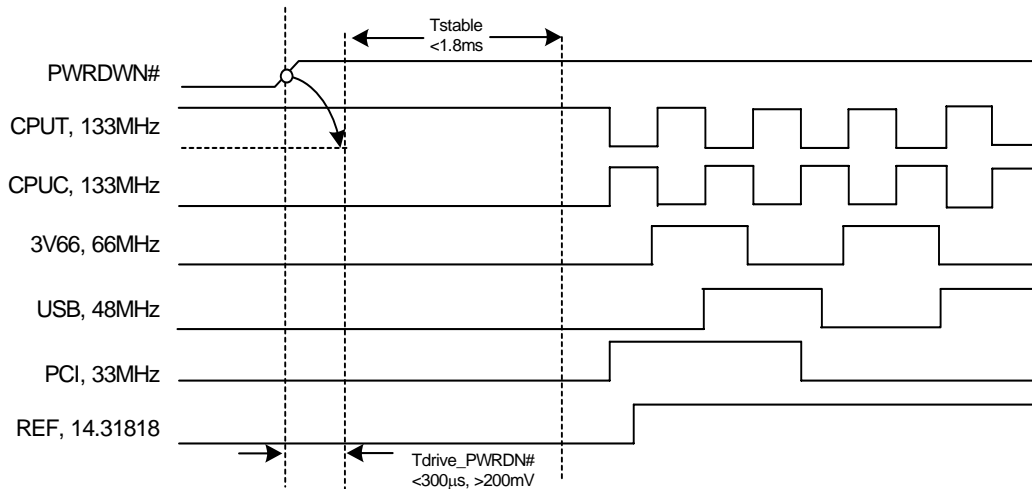 Tstable
<1.8ms
PWRDWN#
CPUT, 133MHz
CPUC, 133MHz
3V66, 66MHz
USB, 48MHz
PCI, 33MHz
REF, 14.31818
Tdrive_PWRDN#
<300µs, >200mV